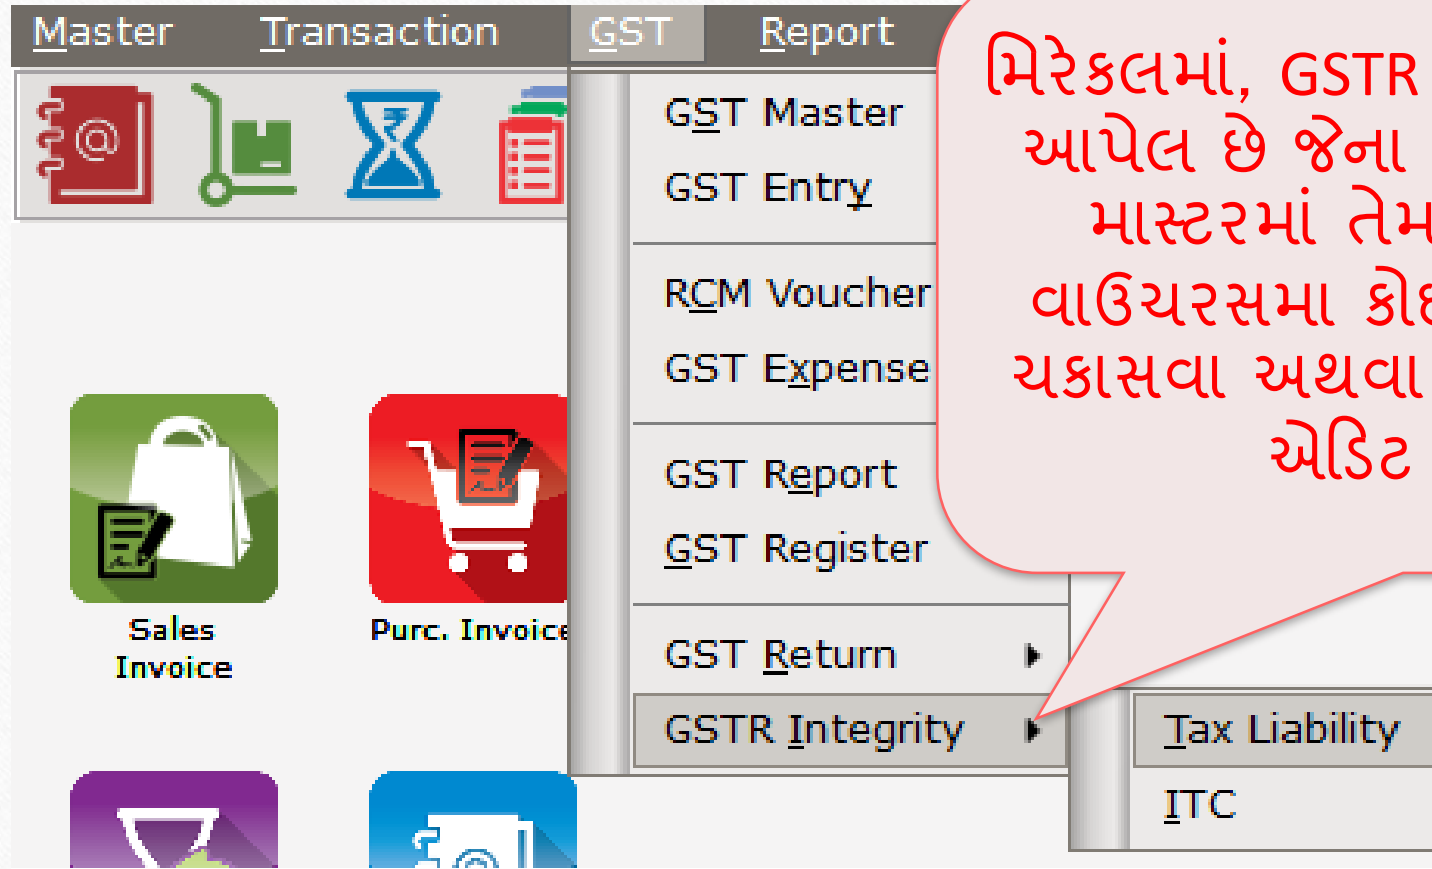 Master Transaction GST Report
GST Master
GST Entry
RCM Voucher
GST Expense
GST Report
GST Register
GST Return
GSTR Integrity
Tax Liability
ITC
મિરેકલમાં, GSTR
આપેલ છે જેના
માસ્ટરમાં તેમ
વાઉચરસમા કોઇ
ચકાસવા અથવા
એડિટ
Sales
Invoice
Purc. Invoice